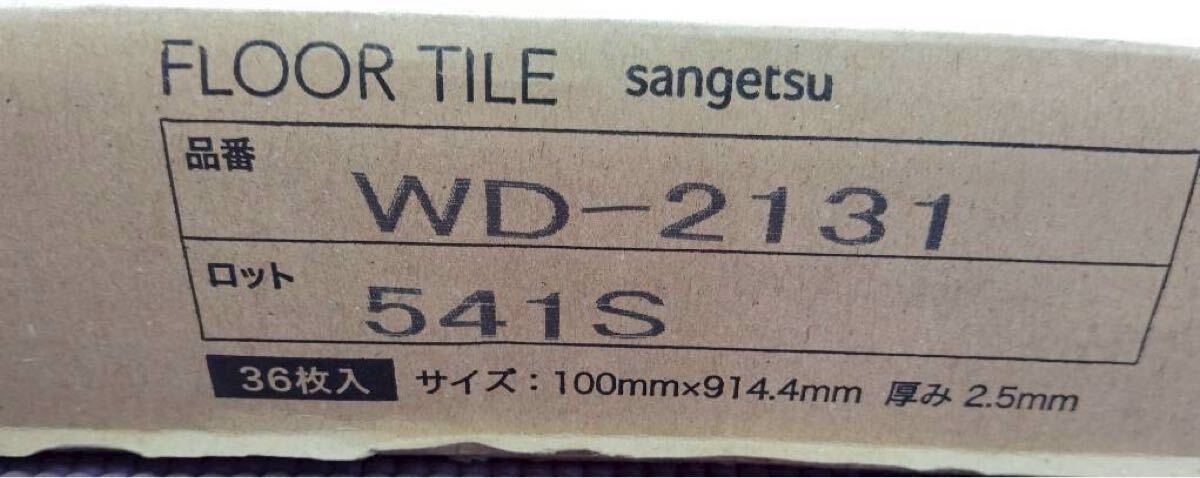 FLOOR TILE sangetsu
品番
WD-2131
ロット
541S
36枚入 サイズ：100mm×914.4mm 厚み 2.5mm